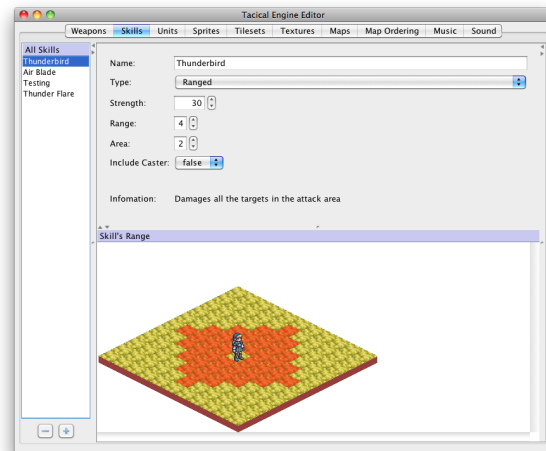 Tacical Engine Editor
Weapons Skills Units Sprites Tilesets Textures Maps Map Ordering Music Sound
All Skills
Thunderbird
Air Blade
Testing
Thunder Flare
Name: Thunderbird
Type: Ranged
Strength: 30
Range: 4
Area: 2
Include Caster: false
Infomation: Damages all the targets in the attack area
Skill's Range